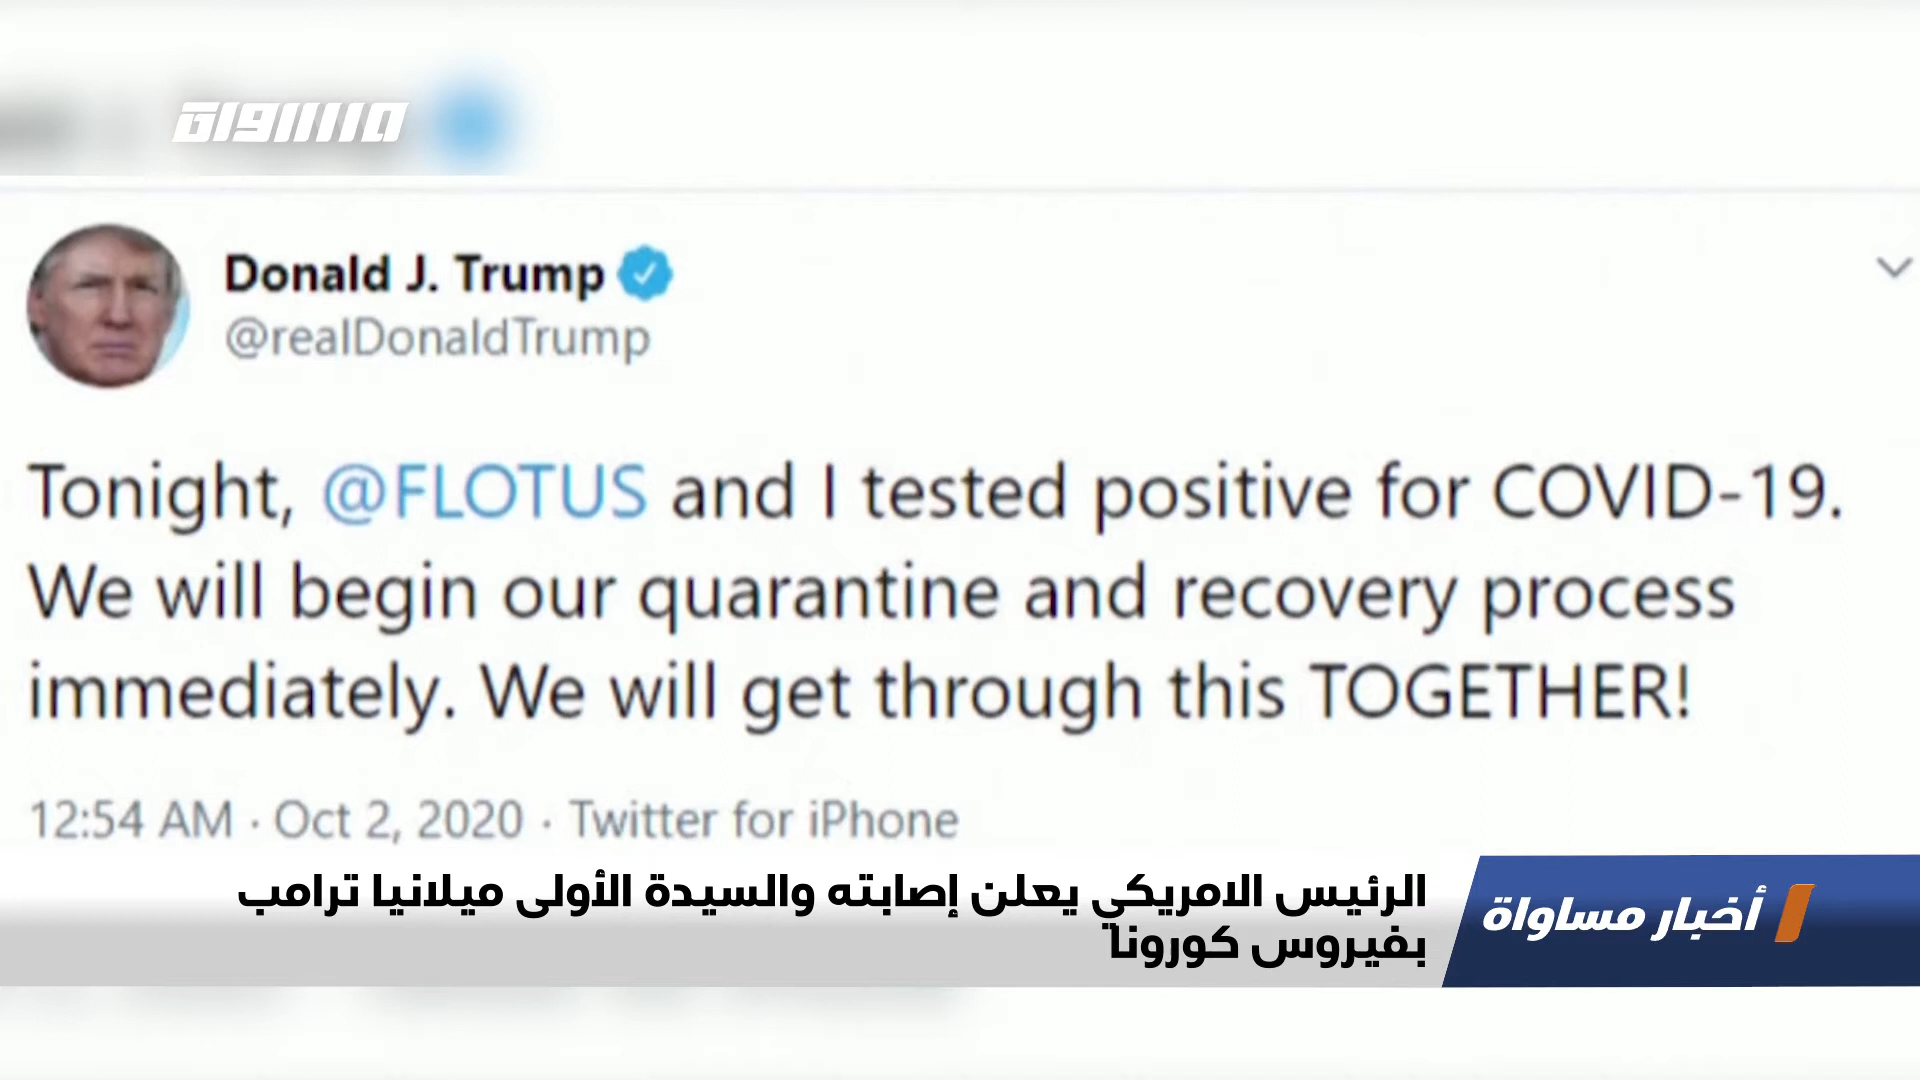 مساواة
Donald J. Trump
@realDonaldTrump
Tonight, @FLOTUS and I tested positive for COVID-19.
We will begin our quarantine and recovery process
immediately. We will get through this TOGETHER!
12:54 AM · Oct 2, 2020 · Twitter for iPhone
أخبار مساواة
الرئيس الامريكي يعلن إصابته والسيدة الأولى ميلانيا ترامب
بفيروس كورونا